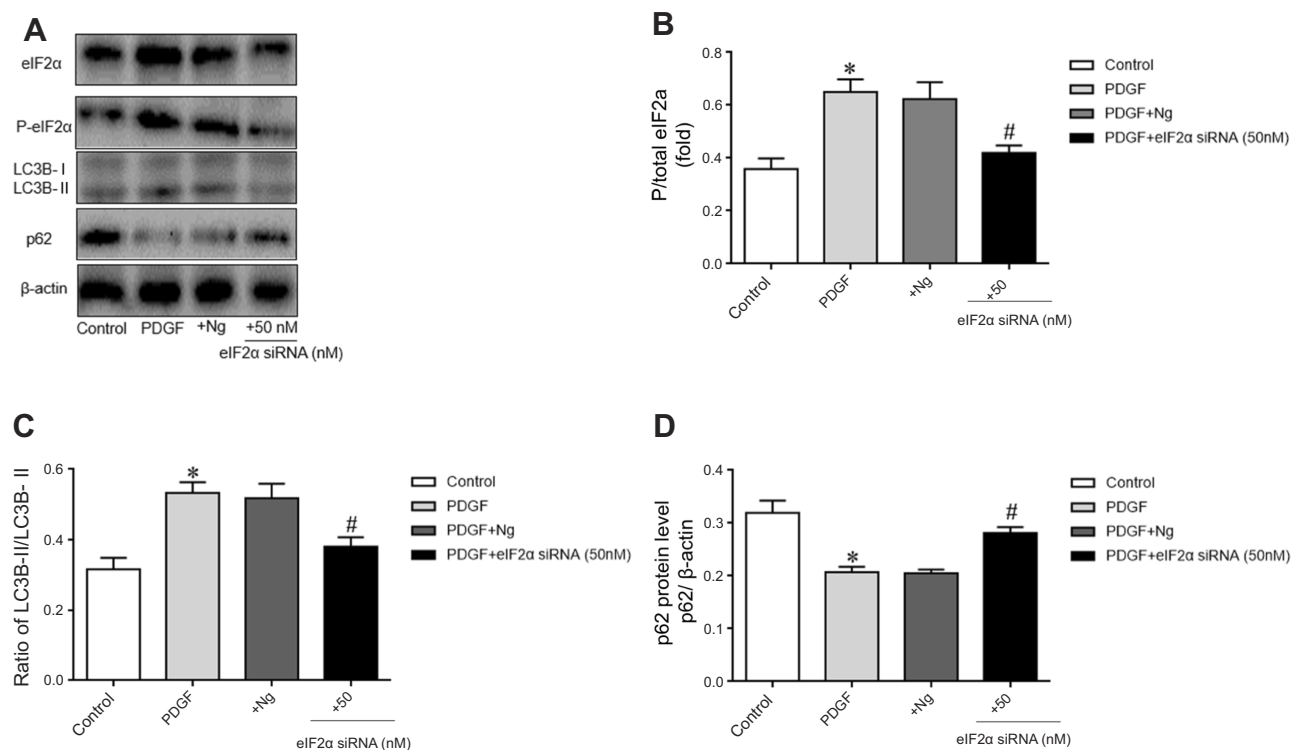 A
eIF2α
P-eIF2α
LC3B- I
LC3B- II
p62
β-actin
Control PDGF +Ng +50 nM
eIF2α siRNA (nM)
B
P/total eIF2a
(fold)
0.8
0.6
0.4
0.2
0.0
*
#
Control
PDGF
+Ng
+50
eIF2α siRNA (nM)
Control
PDGF
PDGF+Ng
PDGF+eIF2α siRNA (50nM)
C
Ratio of LC3B-II/LC3B- II
0.6
0.4
0.2
0.0
*
#
Control
PDGF
+Ng
+50
eIF2α siRNA (nM)
Control
PDGF
PDGF+Ng
PDGF+eIF2α siRNA (50nM)
D
p62 protein level
p62/ β-actin
0.4
0.3
0.2
0.1
0.0
*
#
Control
PDGF
+Ng
+50
eIF2α siRNA (nM)
Control
PDGF
PDGF+Ng
PDGF+eIF2α siRNA (50nM)